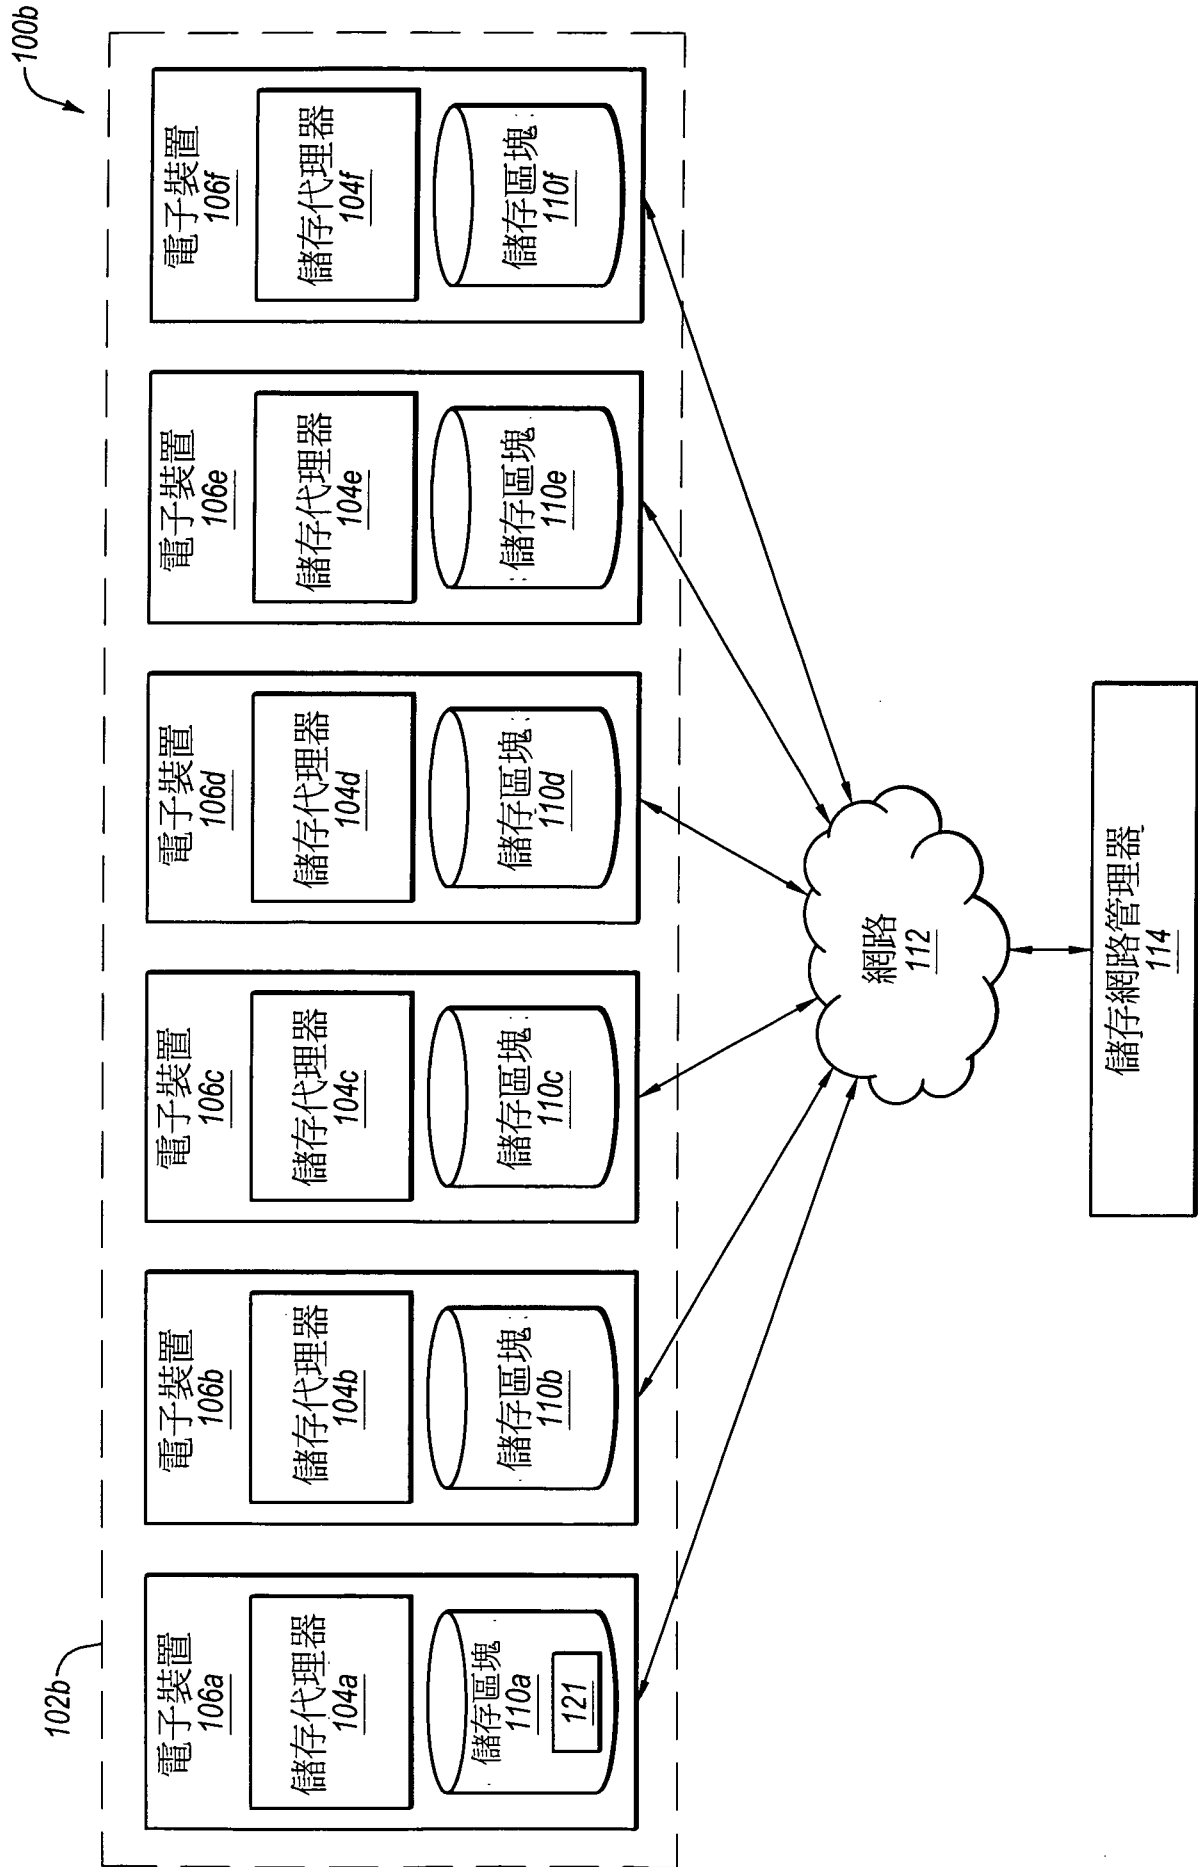 100b
102b
電子裝置
106a
儲存代理器
104a
儲存區塊
110a
121
電子裝置
106b
儲存代理器
104b
儲存區塊
110b
電子裝置
106c
儲存代理器
104c
儲存區塊
110c
電子裝置
106d
儲存代理器
104d
儲存區塊
110d
電子裝置
106e
儲存代理器
104e
儲存區塊
110e
電子裝置
106f
儲存代理器
104f
儲存區塊
110f
網路
112
儲存網路管理器
114